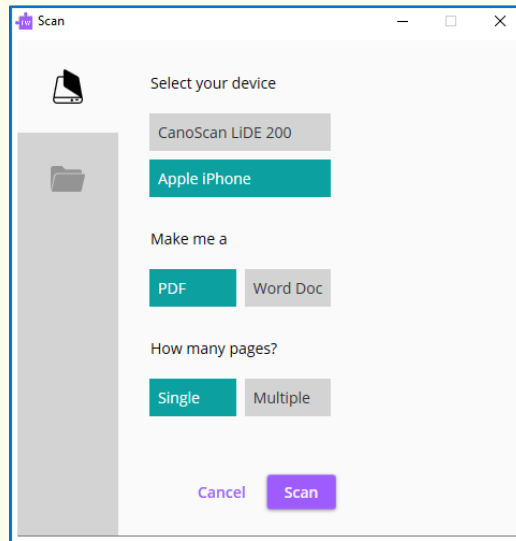 rw Scan
Select your device
CanoScan LiDE 200
Apple iPhone
Make me a
PDF Word Doc
How many pages?
Single Multiple
Cancel Scan